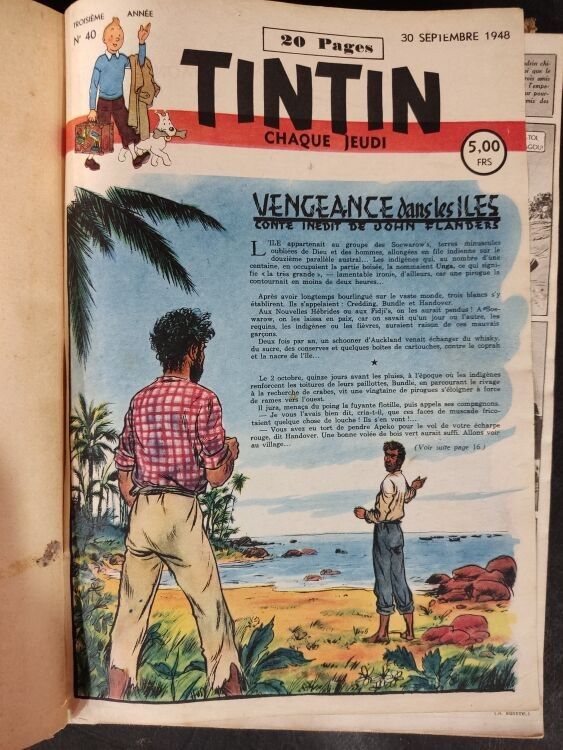 TROISIÈME ANNÉE
N° 40
20 Pages
30 SEPTEMBRE 1948
TINTIN
CHAQUE JEUDI
5,00
FRS
VENGEANCE dans les ILES
CONTE INEDIT DE JOHN FLANDERS
L'ILE appartenait au groupe des Soewarow's, terres minuscules
oubliées de Dieu et des hommes, allongées en file indienne sur le
douzième parallèle austral... Les indigènes qui, au nombre d'une
centaine, en occupaient la partie boisée, la nommaient Unga, ce qui signi-
fie « la très grande », — lamentable ironie, d'ailleurs, car une pirogue la
contournait en moins de deux heures...
Après avoir longtemps bourlingué sur le vaste monde, trois blancs s'y
établirent. Ils s'appelaient : Credding, Bundle et Handover.
Aux Nouvelles Hébrides ou aux Fidji's, on les aurait pendus ! A Soe-
warow, on les laissa en paix, car on savait qu'un jour ou l'autre, les
requins, les indigènes ou les fièvres, auraient raison de ces mauvais
garçons.
Deux fois par an, un schooner d'Auckland venait échanger du whisky,
du sucre, des conserves et quelques boîtes de cartouches, contre le coprah
et la nacre de l'île...
Le 2 octobre, quinze jours avant les pluies, à l'époque où les indigènes
renforcent les toitures de leurs paillottes, Bundle, en parcourant le rivage
à la recherche de crabes, vit une vingtaine de pirogues s'éloigner à force
de rames vers l'ouest.
Il jura, menaça du poing la fuyante flotille, puis appela ses compagnons.
— Je vous l'avais bien dit, cria-t-il, que ces faces de muscade frico-
taient quelque chose de louche ! Ils s'en vont !...
— Vous avez eu tort de pendre Apeko pour le vol de votre écharpe
rouge, dit Handover. Une bonne volée de bois vert aurait suffi. Allons voir
au village...
(Voir suite page 16.)